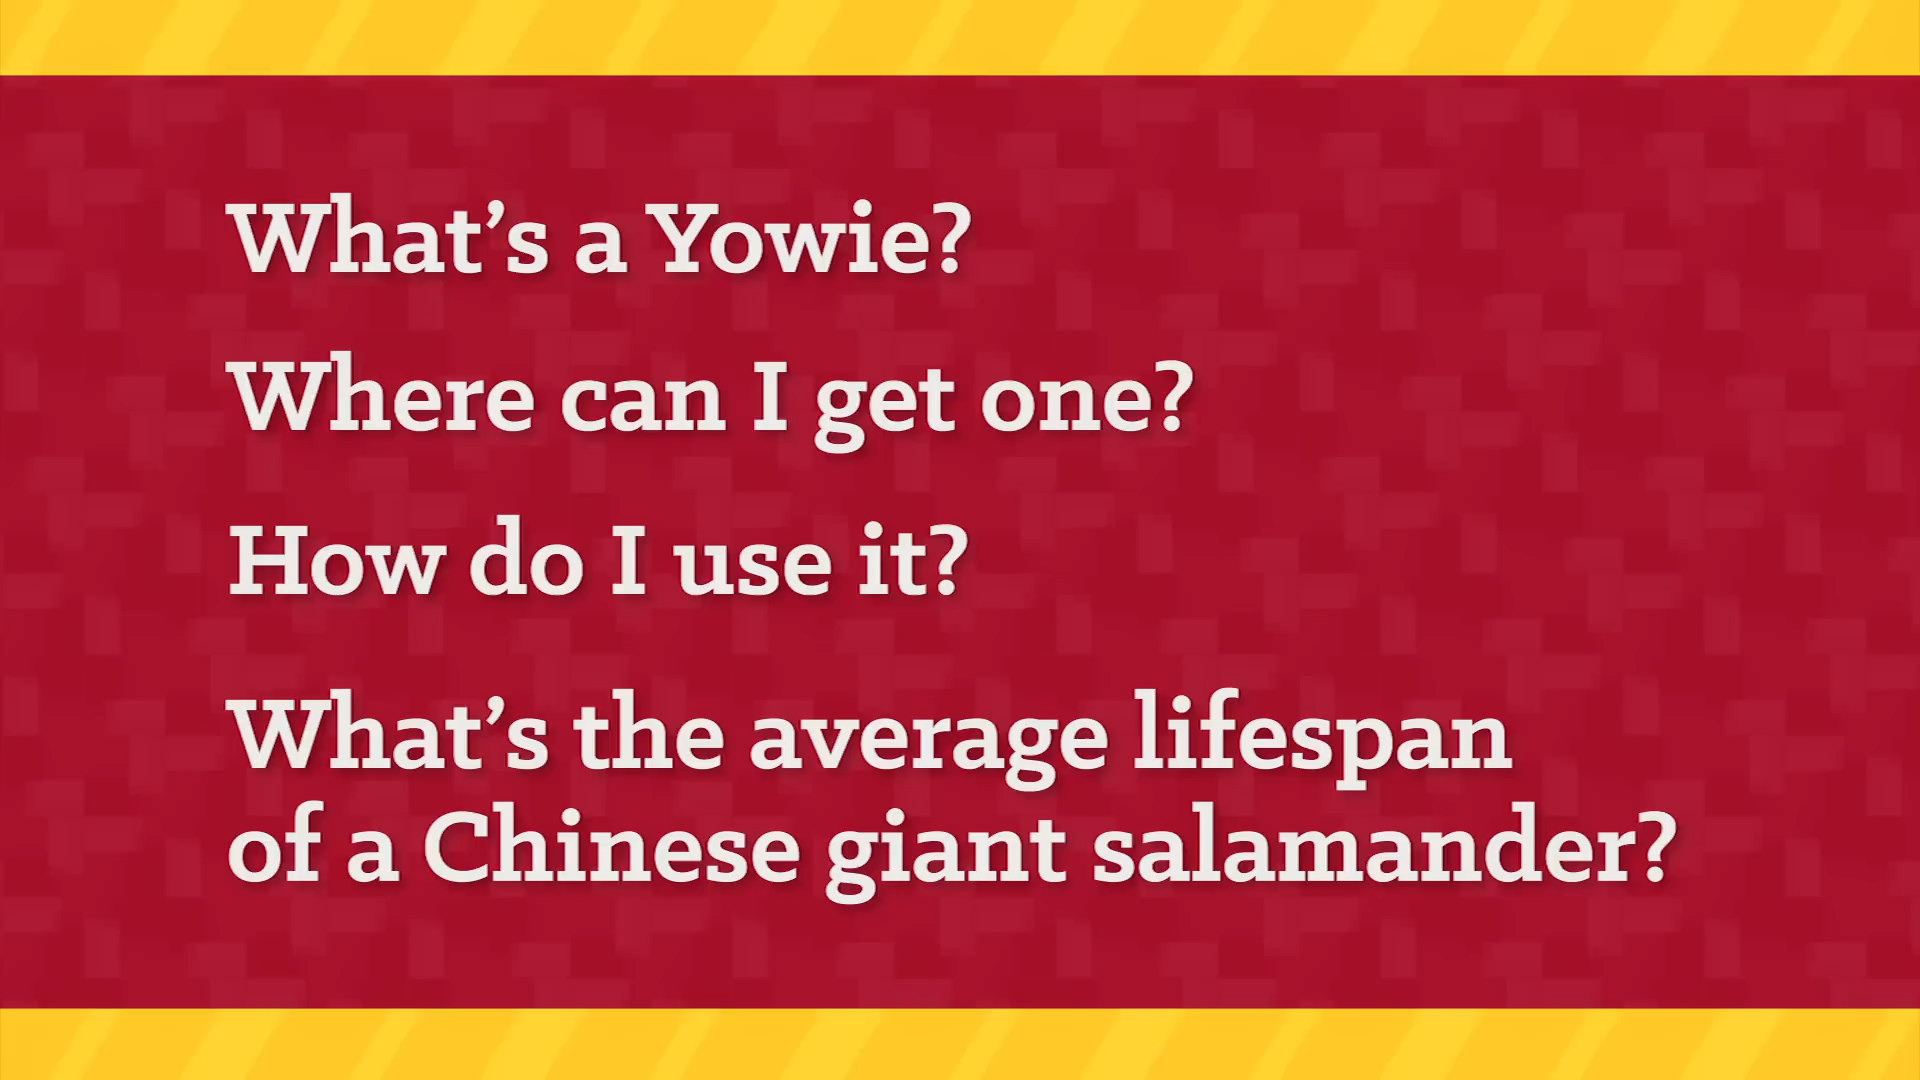 What’s a Yowie?
Where can I get one?
How do I use it?
What’s the average lifespan
of a Chinese giant salamander?